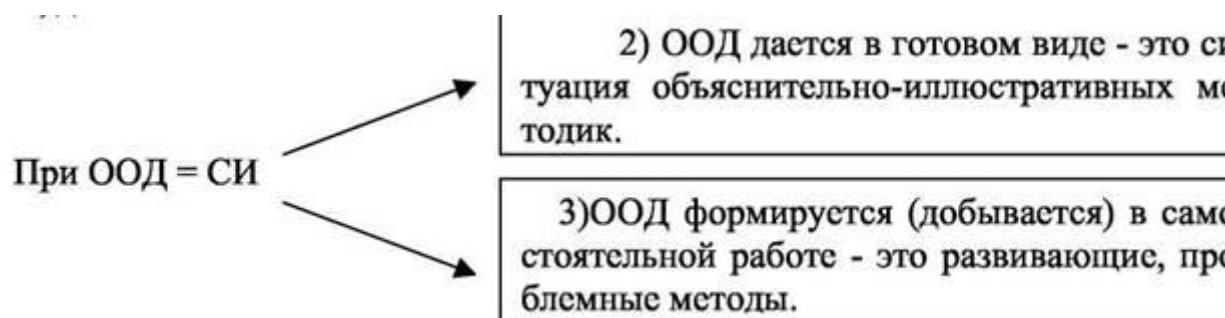 2) ООД дается в готовом виде - это си
туация объяснительно-иллюстративных ме
тодик.
При ООД = СИ
3)ООД формируется (добывается) в само
стоятельной работе - это развивающие, про
блемные методы.